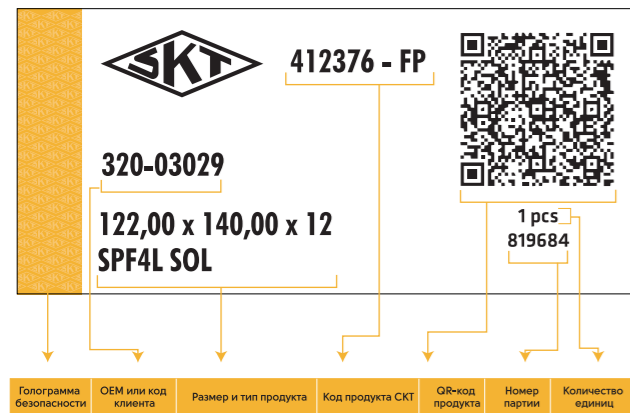 SKT
412376 - FP
320-03029
122,00 x 140,00 x 12
SPF4L SOL
1 pcs
819684
Голограмма
безопасности
OEM или код
клиента
Размер и тип продукта
Код продукта СКТ
QR-код
продукта
Номер
партии
Количество
единиц